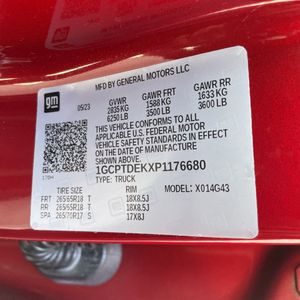 MFD BY GENERAL MOTORS LLC
gm
05/23
GVWR GAWR FRT GAWR RR
2835 KG 1588 KG 1633 KG
6250 LB 3500 LB 3600 LB
THIS VEHICLE CONFORMS TO ALL APPLICABLE
U.S. FEDERAL MOTOR
VEHICLE SAFETY STANDARDS IN EFFECT
ON THE DATE OF MANUFACTURE
SHOWN ABOVE.
1GCPTDEKXP1176680
TYPE: TRUCK MODEL: X014G43
TIRE SIZE RIM
FRT 265/65R18 T 18X8.5J
RR 265/65R18 T 18X8.5J
SPA 265/70R17 S 17X8J